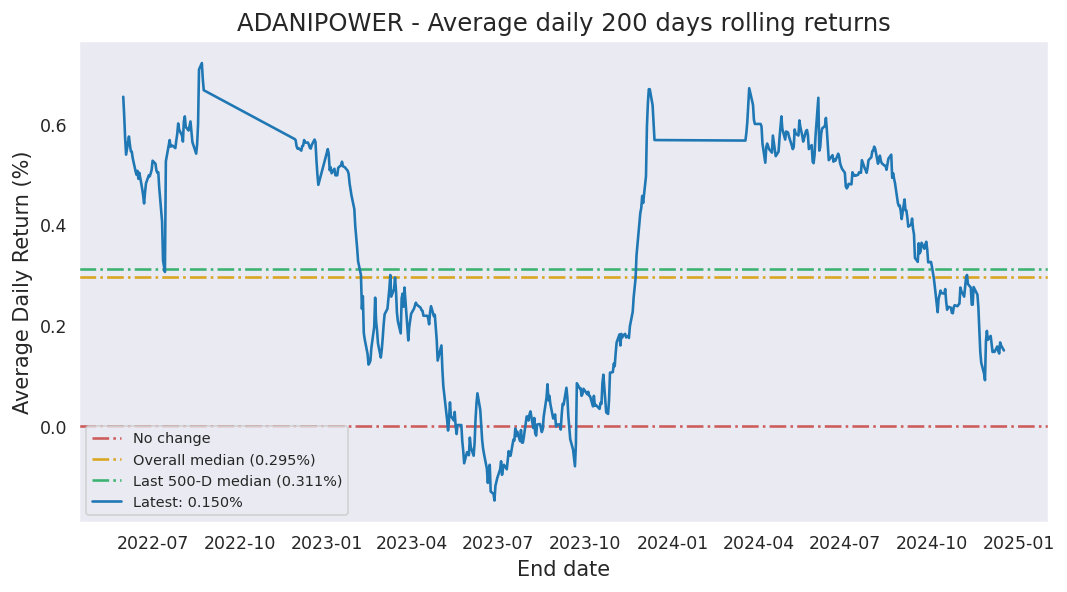 ADANIPOWER - Average daily 200 days rolling returns
Average Daily Return (%)
0.6
0.4
0.2
0.0
No change
Overall median (0.295%)
Last 500-D median (0.311%)
Latest: 0.150%
2022-07 2022-10 2023-01 2023-04 2023-07 2023-10 2024-01 2024-04 2024-07 2024-10 2025-01
End date